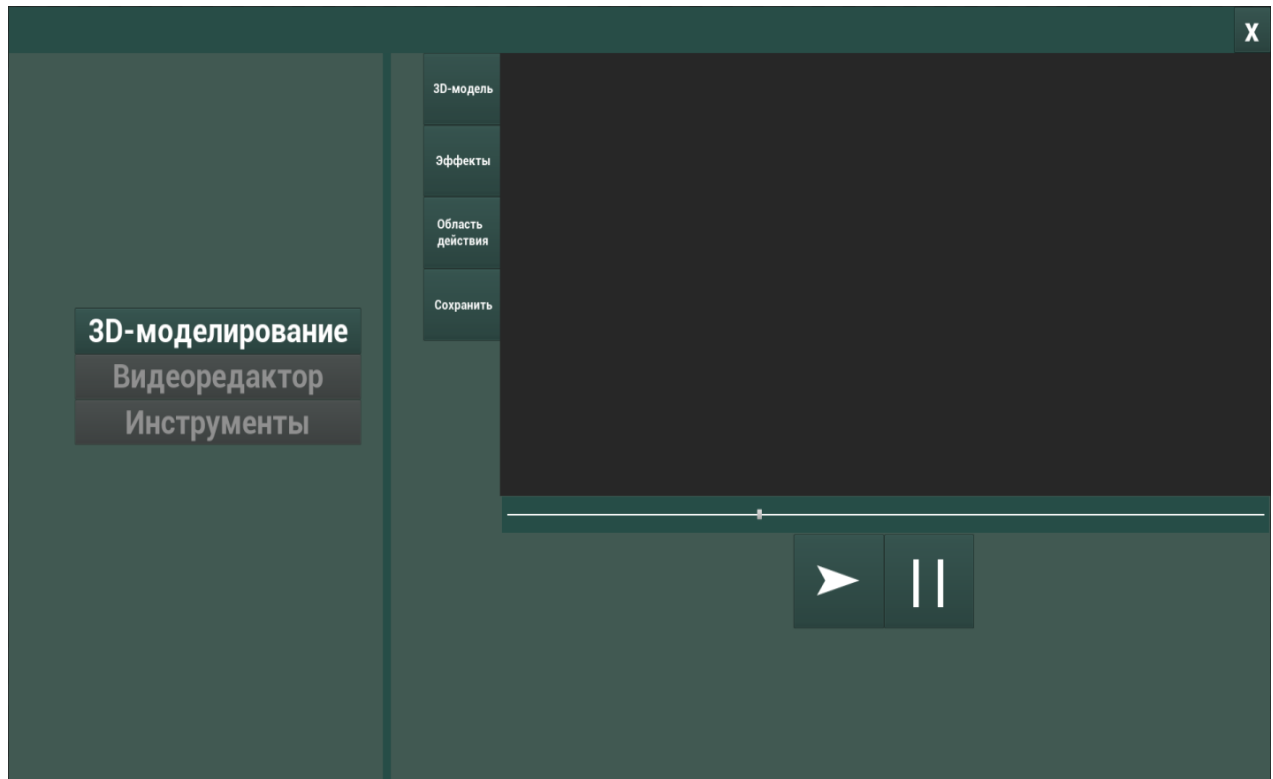 X
3D-модель
Эффекты
Область
действия
Сохранить
3D-моделирование
Видеоредактор
Инструменты